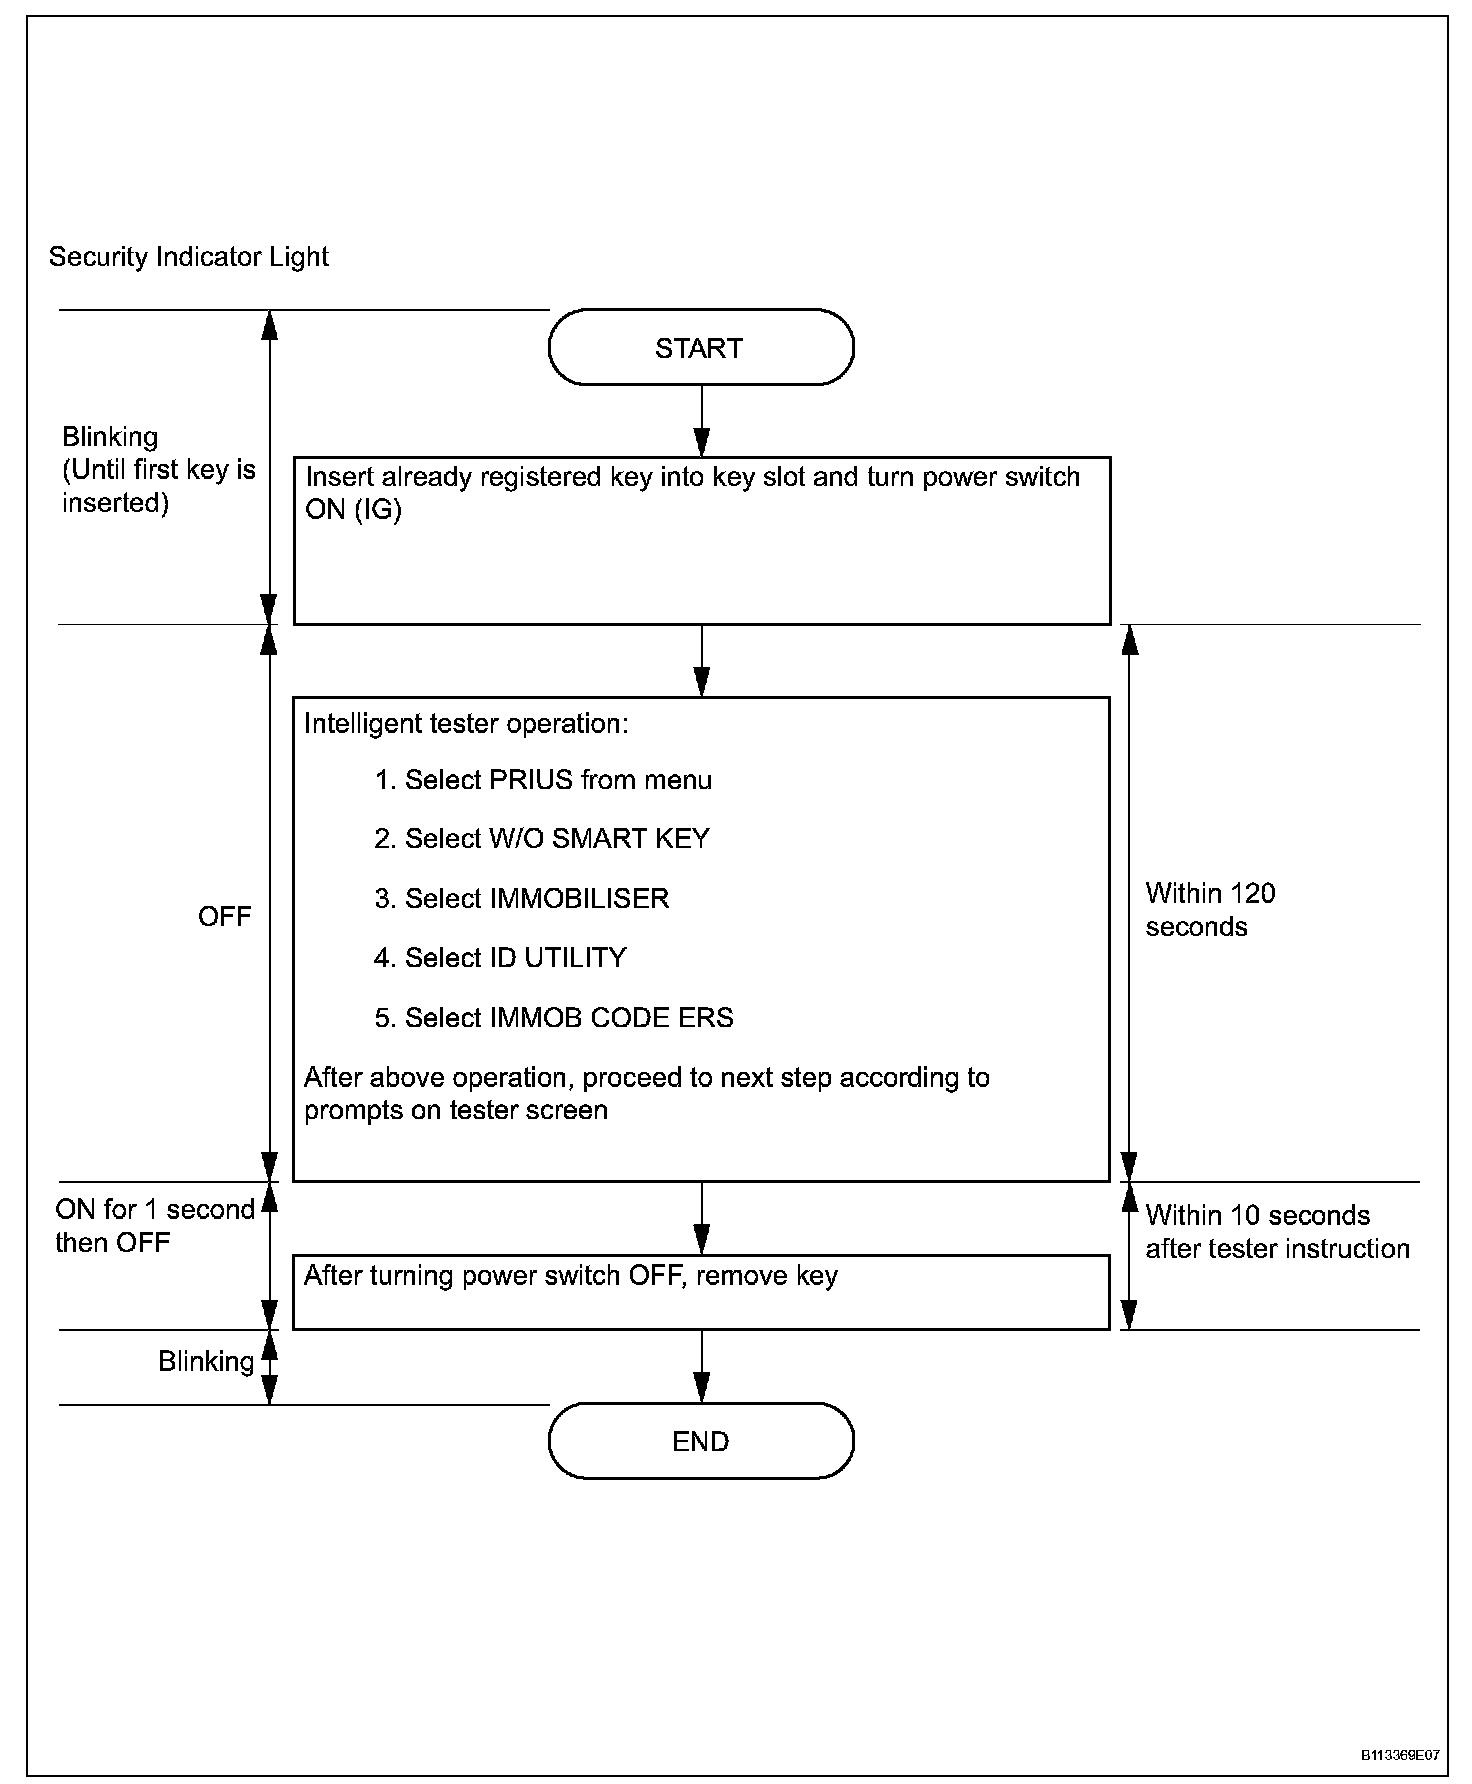 Security Indicator Light
START
Blinking
(Until first key is
inserted)
Insert already registered key into key slot and turn power switch
ON (IG)
Intelligent tester operation:
1. Select PRIUS from menu
2. Select W/O SMART KEY
3. Select IMMOBILISER
4. Select ID UTILITY
5. Select IMMOB CODE ERS
After above operation, proceed to next step according to
prompts on tester screen
OFF
Within 120
seconds
ON for 1 second
then OFF
Within 10 seconds
after tester instruction
After turning power switch OFF, remove key
Blinking
END
B113369E07